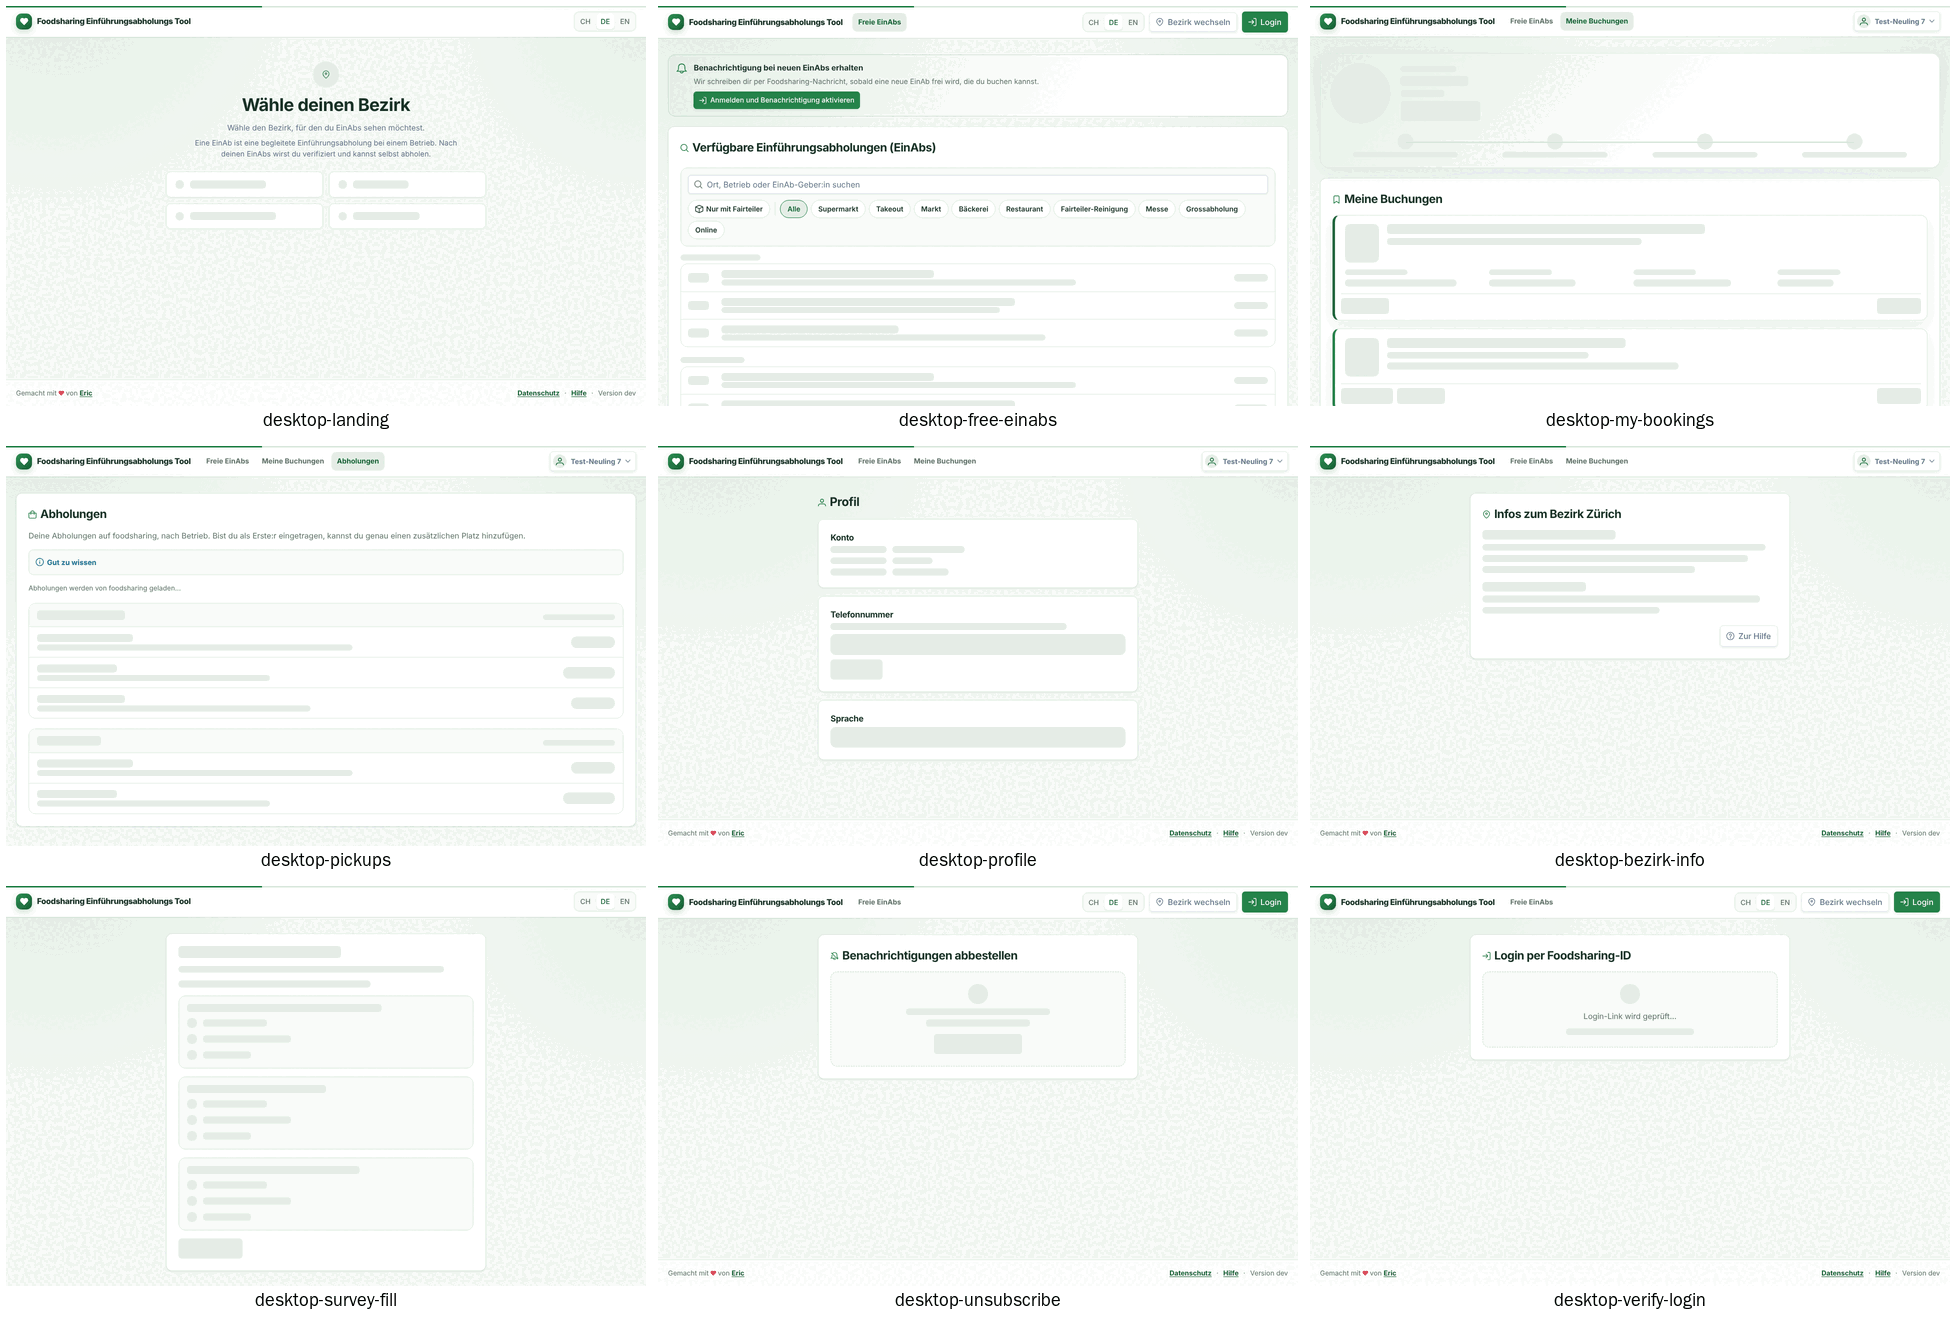 Foodsharing Einführungsabholungs Tool
CH DE EN
Wähle deinen Bezirk
Wähle den Bezirk, für den du EinAbs sehen möchtest.
Eine EinAb ist eine begleitete Einführungsabholung bei einem Betrieb. Nach
deinen EinAbs wirst du verifiziert und kannst selbst abholen.
Gemacht mit ♥ von Eric
Datenschutz · Hilfe · Version dev
desktop-landing
Foodsharing Einführungsabholungs Tool
Freie EinAbs
CH DE EN
Bezirk wechseln
Login
Benachrichtigung bei neuen EinAbs erhalten
Wir schreiben dir per Foodsharing-Nachricht, sobald eine neue EinAb frei wird, die du buchen kannst.
Anmelden und Benachrichtigung aktivieren
Verfügbare Einführungsabholungen (EinAbs)
Ort, Betrieb oder EinAb-Geber:in suchen
Nur mit Fairteiler Alle Supermarkt Takeout Markt Bäckerei Restaurant Fairteiler-Reinigung Messe Grossabholung
Online
desktop-free-einabs
Foodsharing Einführungsabholungs Tool
Freie EinAbs
Meine Buchungen
Test-Neuling 7
Meine Buchungen
desktop-my-bookings
Foodsharing Einführungsabholungs Tool
Freie EinAbs
Meine Buchungen
Abholungen
Test-Neuling 7
Abholungen
Deine Abholungen auf foodsharing, nach Betrieb. Bist du als Erste:r eingetragen, kannst du genau einen zusätzlichen Platz hinzufügen.
Gut zu wissen
Abholungen werden von foodsharing geladen...
desktop-pickups
Foodsharing Einführungsabholungs Tool
Freie EinAbs
Meine Buchungen
Test-Neuling 7
Profil
Konto
Telefonnummer
Sprache
Gemacht mit ♥ von Eric
Datenschutz · Hilfe · Version dev
desktop-profile
Foodsharing Einführungsabholungs Tool
Freie EinAbs
Meine Buchungen
Test-Neuling 7
Infos zum Bezirk Zürich
Zur Hilfe
Gemacht mit ♥ von Eric
Datenschutz · Hilfe · Version dev
desktop-bezirk-info
Foodsharing Einführungsabholungs Tool
CH DE EN
desktop-survey-fill
Foodsharing Einführungsabholungs Tool
Freie EinAbs
CH DE EN
Bezirk wechseln
Login
Benachrichtigungen abbestellen
Gemacht mit ♥ von Eric
Datenschutz · Hilfe · Version dev
desktop-unsubscribe
Foodsharing Einführungsabholungs Tool
Freie EinAbs
CH DE EN
Bezirk wechseln
Login
Login per Foodsharing-ID
Login-Link wird geprüft...
Gemacht mit ♥ von Eric
Datenschutz · Hilfe · Version dev
desktop-verify-login